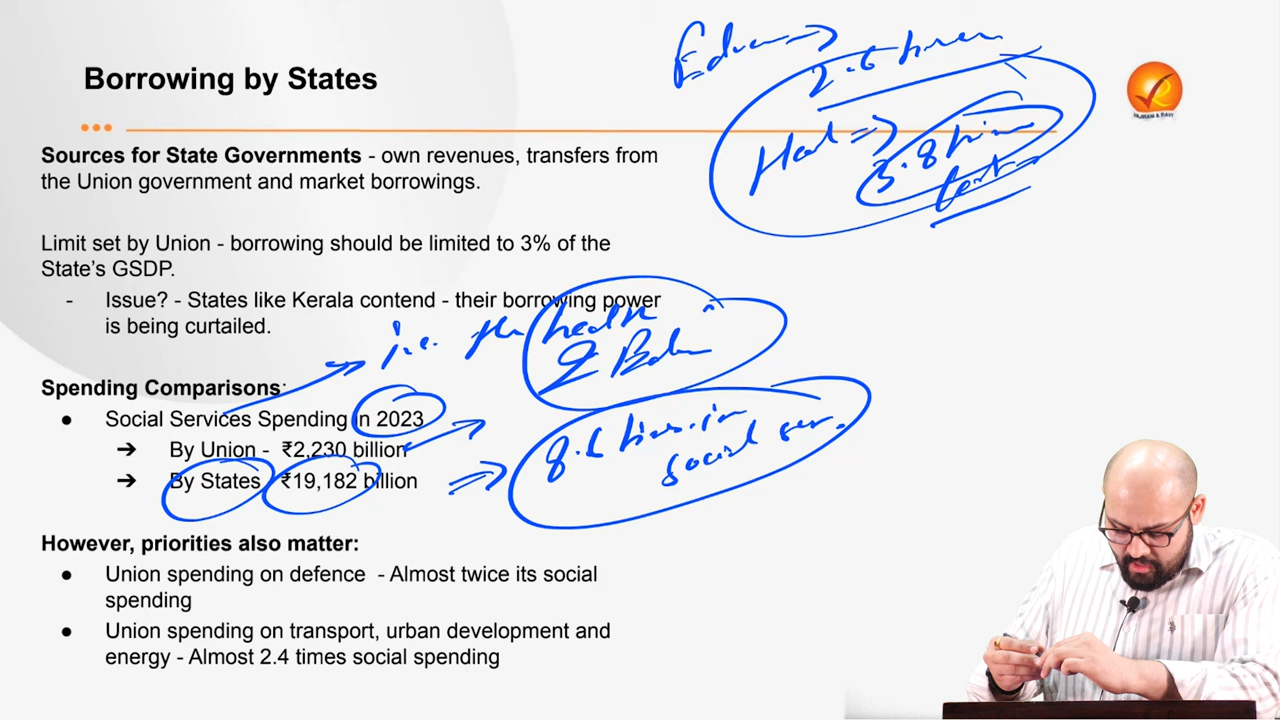 Borrowing by States
VAJIRAM & RAVI
Sources for State Governments - own revenues, transfers from
the Union government and market borrowings.
Limit set by Union - borrowing should be limited to 3% of the
State’s GSDP.
- Issue? - States like Kerala contend - their borrowing power
is being curtailed.
Spending Comparisons:
● Social Services Spending in 2023
➔ By Union - ₹2,230 billion
➔ By States - ₹19,182 billion
However, priorities also matter:
● Union spending on defence - Almost twice its social
spending
● Union spending on transport, urban development and
energy - Almost 2.4 times social spending
2.6 times
3.8 times
i.e. health
8.6 times in
social ser.